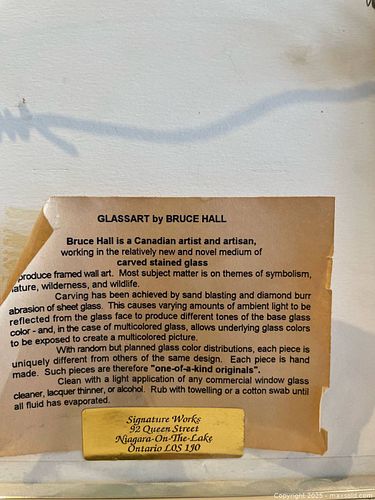 GLASSART by BRUCE HALL
Bruce Hall is a Canadian artist and artisan,
working in the relatively new and novel medium of
carved stained glass
produce framed wall art. Most subject matter is on themes of symbolism,
nature, wilderness, and wildlife.
Carving has been achieved by sand blasting and diamond burr
abrasion of sheet glass. This causes varying amounts of ambient light to be
reflected from the glass face to produce different tones of the base glass
color - and, in the case of multicolored glass, allows underlying glass colors
to be exposed to create a multicolored picture.
With random but planned glass color distributions, each piece is
uniquely different from others of the same design. Each piece is hand
made. Such pieces are therefore "one-of-a-kind originals".
Clean with a light application of any commercial window glass
cleaner, lacquer thinner, or alcohol. Rub with towelling or a cotton swab until
all fluid has evaporated.
Signature Works
92 Queen Street
Niagara-On-The-Lake
Ontario L0S 1J0
Copyright 2025 - maxsold.com